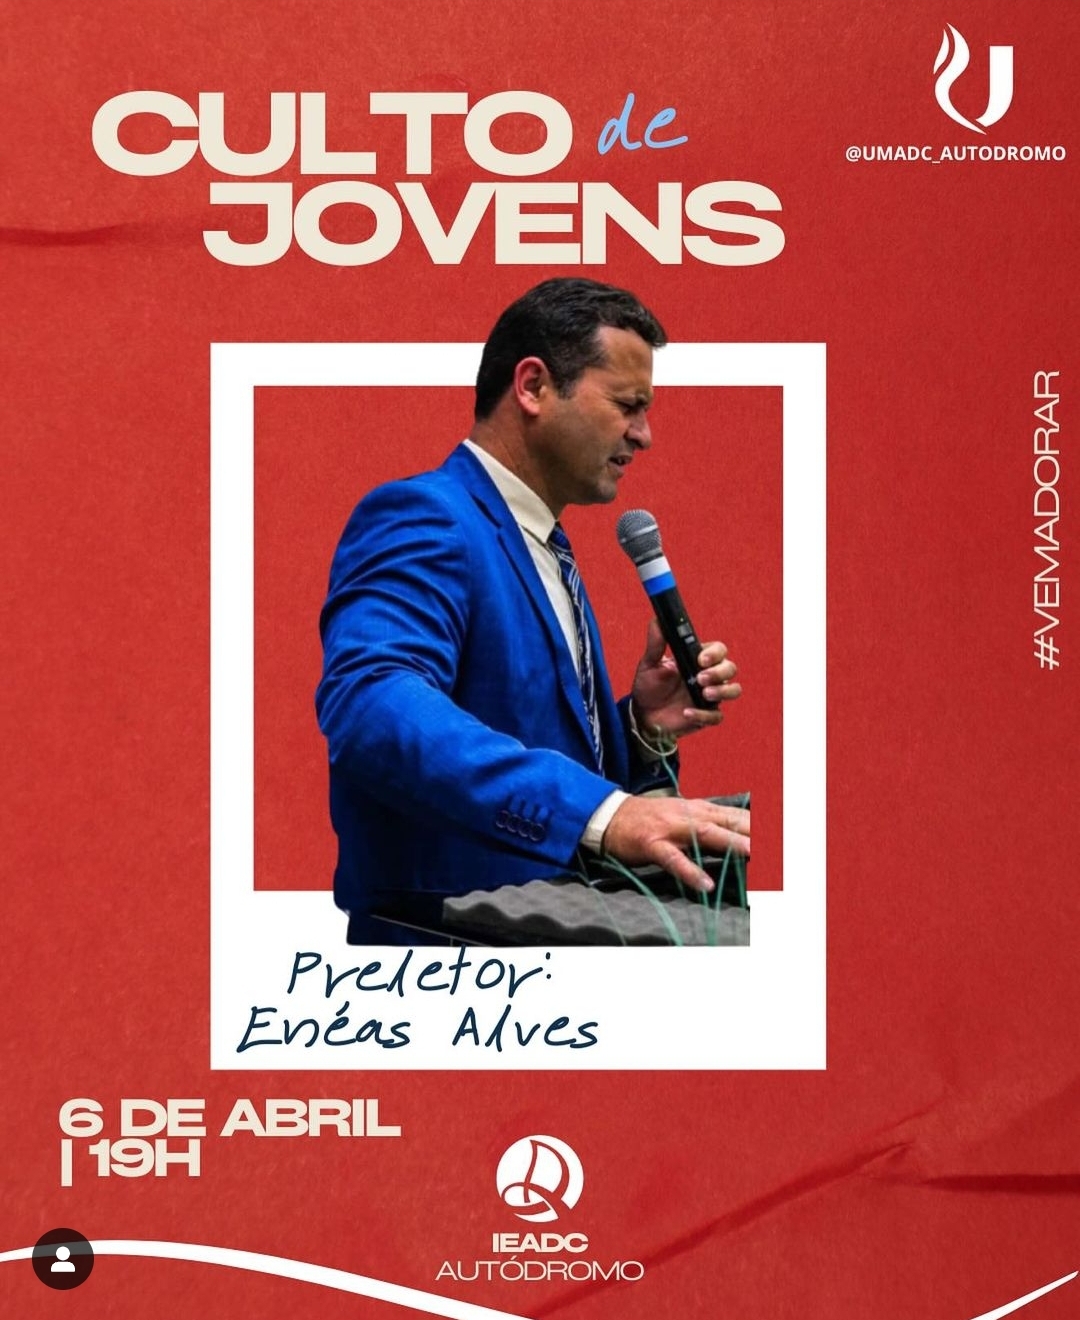 CULTO de
JOVENS
@UMADC_AUTODROMO
#VEMADORAR
Preletor:
Enéas Alves
6 DE ABRIL
| 19H
IEADC
AUTÓDROMO